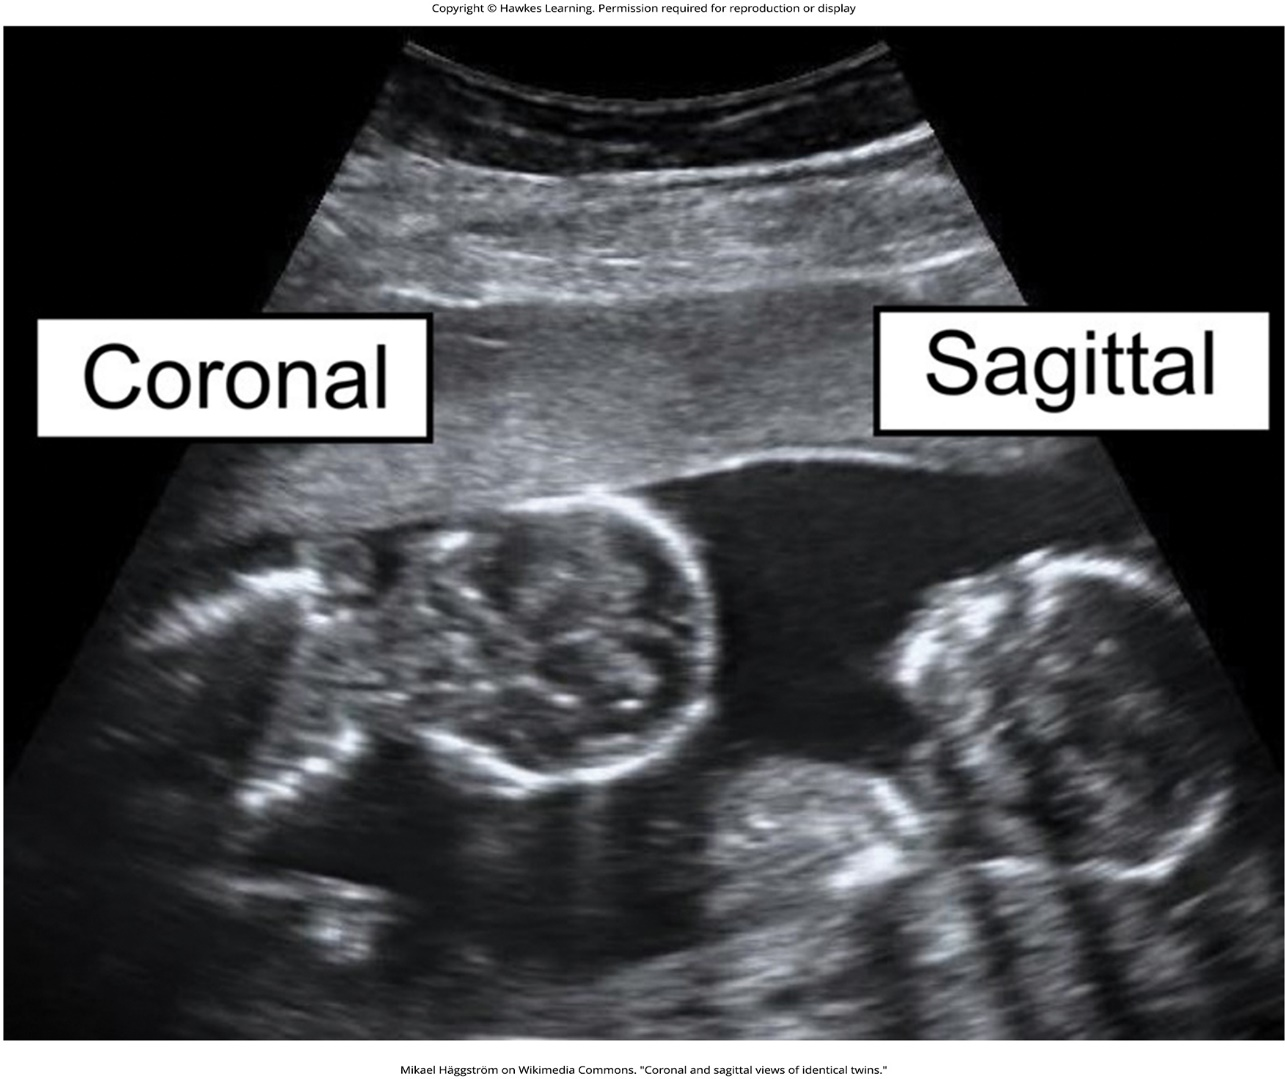 Copyright © Hawkes Learning. Permission required for reproduction or display
Coronal
Sagittal
Mikael Häggström on Wikimedia Commons. "Coronal and sagittal views of identical twins."